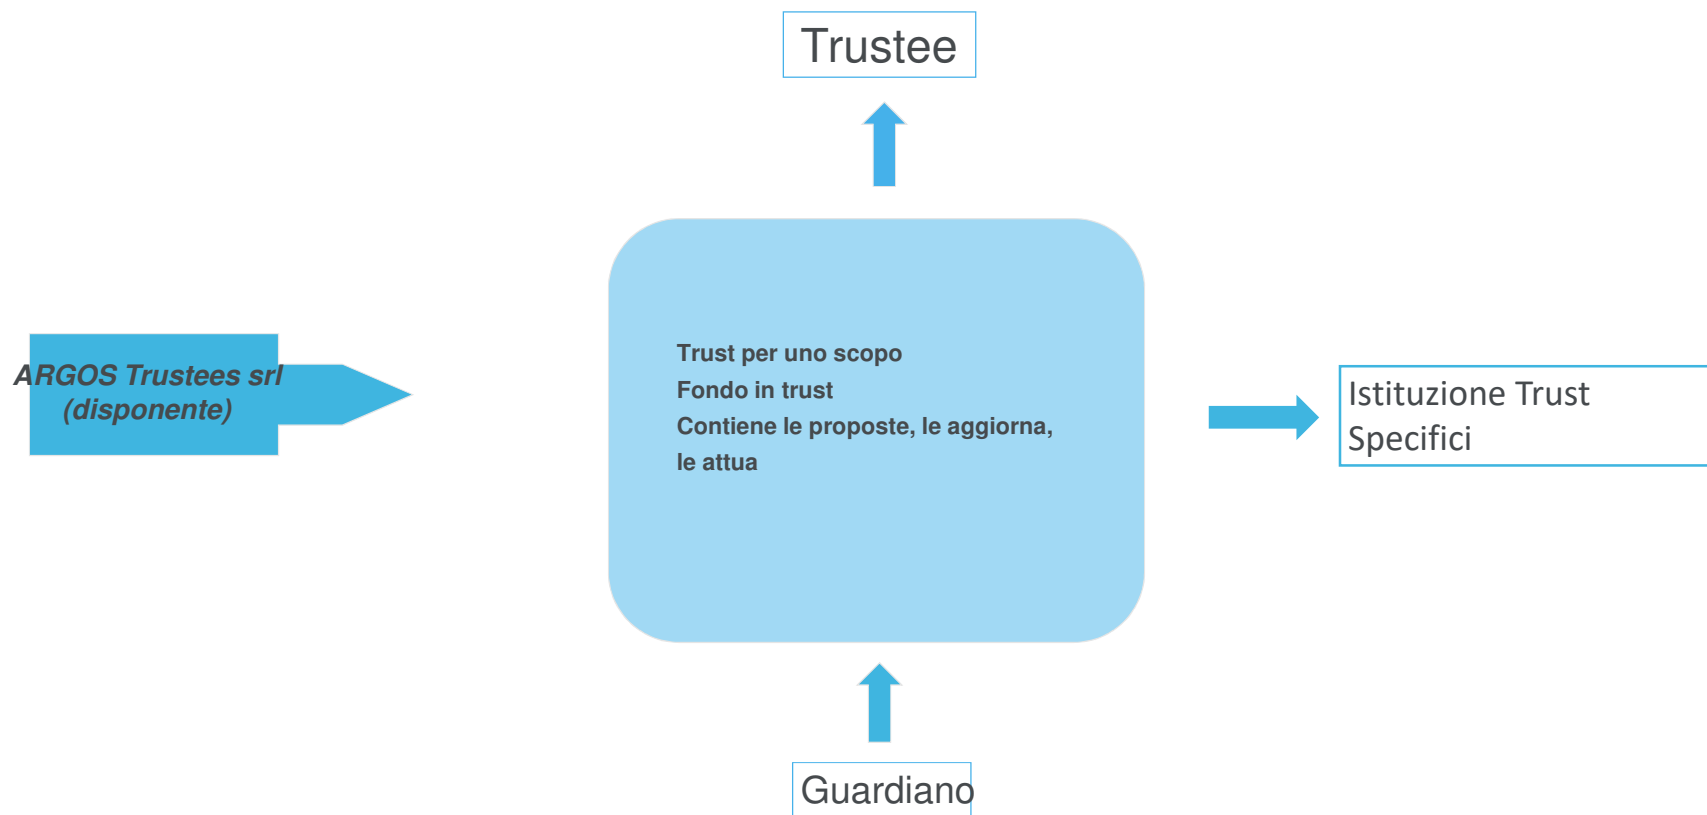 Trustee
ARGOS Trustees srl
(disponente)
Trust per uno scopo
Fondo in trust
Contiene le proposte, le aggiorna,
le attua
Istituzione Trust
Specifici
Guardiano